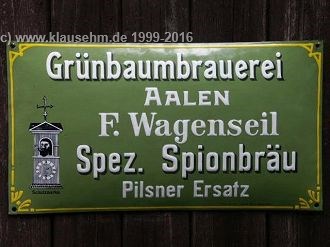 (c) www.klausehm.de 1999-2016
Grünbaumbrauerei
AALEN
F. Wagenseil
Spez. Spionbräu
Pilsner Ersatz